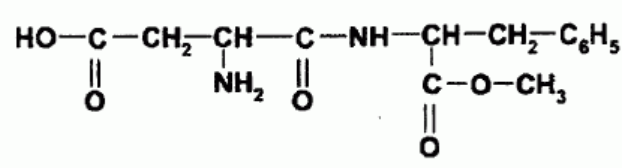 HO—C—CH₂—CH—C—NH—CH—CH₂—C₆H₅
O NH₂ O C—O—CH₃
O